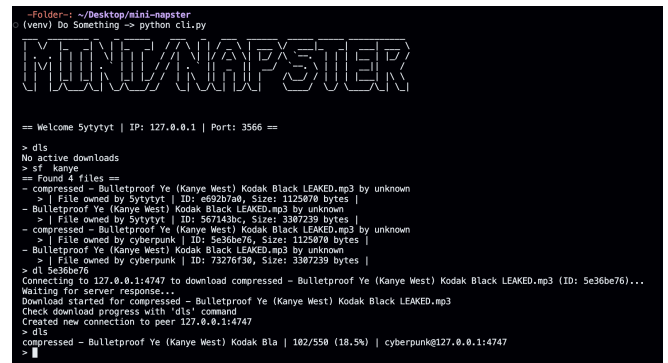 -Folder-: ~/Desktop/mini-napster
(venv) Do Something -> python cli.py
MINI/NAPSTER
== Welcome 5ytytyt | IP: 127.0.0.1 | Port: 3566 ==
> dls
No active downloads
> sf  kanye
== Found 4 files ==
- compressed - Bulletproof Ye (Kanye West) Kodak Black LEAKED.mp3 by unknown
> | File owned by 5ytytyt | ID: e692b7a0, Size: 1125070 bytes |
- Bulletproof Ye (Kanye West) Kodak Black LEAKED.mp3 by unknown
> | File owned by 5ytytyt | ID: 567143bc, Size: 3307239 bytes |
- compressed - Bulletproof Ye (Kanye West) Kodak Black LEAKED.mp3 by unknown
> | File owned by cyberpunk | ID: 5e36be76, Size: 1125070 bytes |
- Bulletproof Ye (Kanye West) Kodak Black LEAKED.mp3 by unknown
> | File owned by cyberpunk | ID: 73276f30, Size: 3307239 bytes |
> dl 5e36be76
Connecting to 127.0.0.1:4747 to download compressed - Bulletproof Ye (Kanye West) Kodak Black LEAKED.mp3 (ID: 5e36be76)...
Waiting for server response...
Download started for compressed - Bulletproof Ye (Kanye West) Kodak Black LEAKED.mp3
Check download progress with 'dls' command
Created new connection to peer 127.0.0.1:4747
> dls
compressed - Bulletproof Ye (Kanye West) Kodak Bla | 102/550 (18.5%) | cyberpunk@127.0.0.1:4747
>